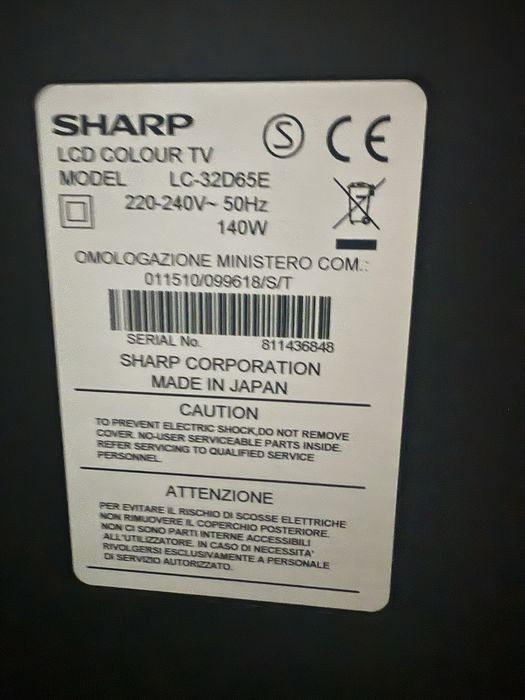 SHARP
S
CE
LCD COLOUR TV
MODEL LC-32D65E
220-240V~ 50Hz
140W
OMOLOGAZIONE MINISTERO COM.:
011510/099618/S/T
SERIAL No. 811436848
SHARP CORPORATION
MADE IN JAPAN
CAUTION
TO PREVENT ELECTRIC SHOCK,DO NOT REMOVE
COVER. NO-USER SERVICEABLE PARTS INSIDE.
REFER SERVICING TO QUALIFIED SERVICE
PERSONNEL.
ATTENZIONE
PER EVITARE IL RISCHIO DI SCOSSE ELETTRICHE
NON RIMUOVERE IL COPERCHIO POSTERIORE.
NON CI SONO PARTI INTERNE ACCESSIBILI
ALL'UTILIZZATORE. IN CASO DI NECESSITA'
RIVOLGERSI ESCLUSIVAMENTE A PERSONALE
DI SERVIZIO AUTORIZZATO.